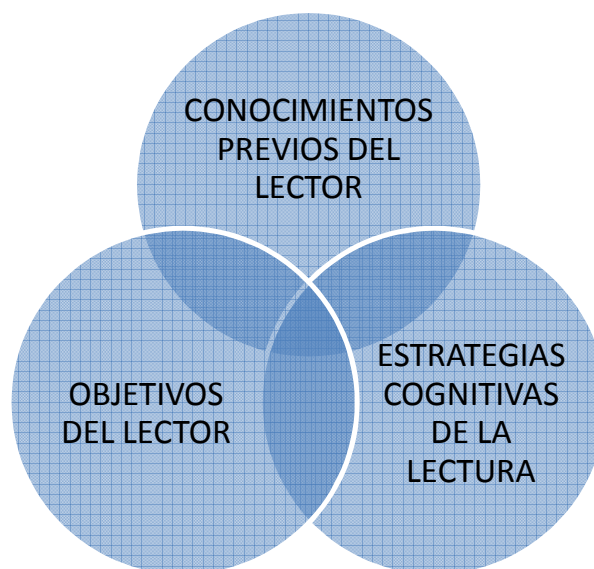 CONOCIMIENTOS
PREVIOS DEL
LECTOR
OBJETIVOS
DEL LECTOR
ESTRATEGIAS
COGNITIVAS
DE LA
LECTURA